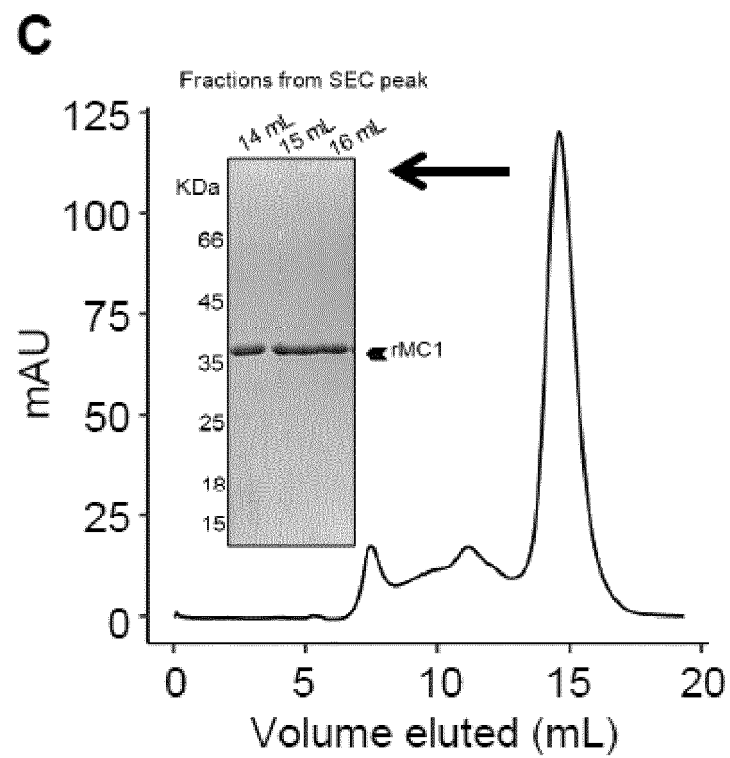 C
Fractions from SEC peak
14 mL 15 mL 16 mL
KDa
66
45
35
25
18
15
rMC1
125
100
75
50
25
0
mAU
0 5 10 15 20
Volume eluted (mL)